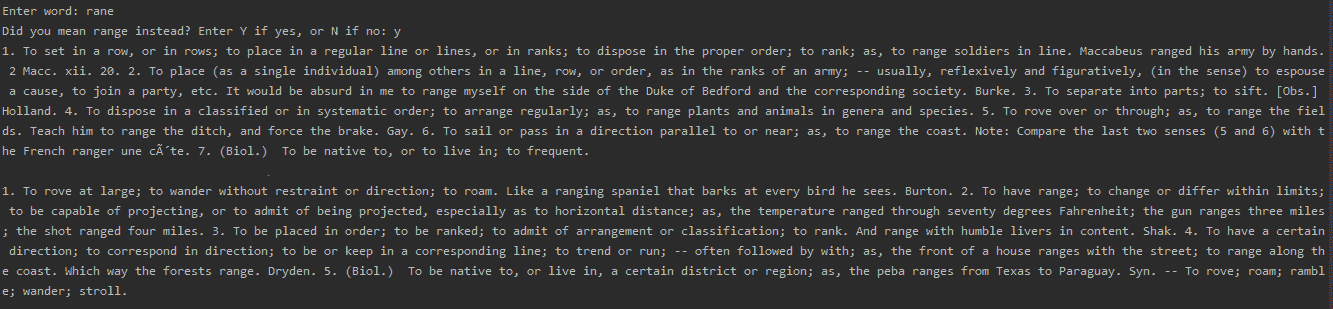 Enter word: rane
Did you mean range instead? Enter Y if yes, or N if no: y
1. To set in a row, or in rows; to place in a regular line or lines, or in ranks; to dispose in the proper order; to rank; as, to range soldiers in line. Maccabeus ranged his army by hands.
 2 Macc. xii. 20. 2. To place (as a single individual) among others in a line, row, or order, as in the ranks of an army; -- usually, reflexively and figuratively, (in the sense) to espouse
 a cause, to join a party, etc. It would be absurd in me to range myself on the side of the Duke of Bedford and the corresponding society. Burke. 3. To separate into parts; to sift. [Obs.]
Holland. 4. To dispose in a classified or in systematic order; to arrange regularly; as, to range plants and animals in genera and species. 5. To rove over or through; as, to range the fiel
ds. Teach him to range the ditch, and force the brake. Gay. 6. To sail or pass in a direction parallel to or near; as, to range the coast. Note: Compare the last two senses (5 and 6) with t
he French ranger une cÃ´te. 7. (Biol.)  To be native to, or to live in; to frequent.

1. To rove at large; to wander without restraint or direction; to roam. Like a ranging spaniel that barks at every bird he sees. Burton. 2. To have range; to change or differ within limits;
 to be capable of projecting, or to admit of being projected, especially as to horizontal distance; as, the temperature ranged through seventy degrees Fahrenheit; the gun ranges three miles
; the shot ranged four miles. 3. To be placed in order; to be ranked; to admit of arrangement or classification; to rank. And range with humble livers in content. Shak. 4. To have a certain
 direction; to correspond in direction; to be or keep in a corresponding line; to trend or run; -- often followed by with; as, the front of a house ranges with the street; to range along th
e coast. Which way the forests range. Dryden. 5. (Biol.)  To be native to, or live in, a certain district or region; as, the peba ranges from Texas to Paraguay. Syn. -- To rove; roam; rambl
e; wander; stroll.